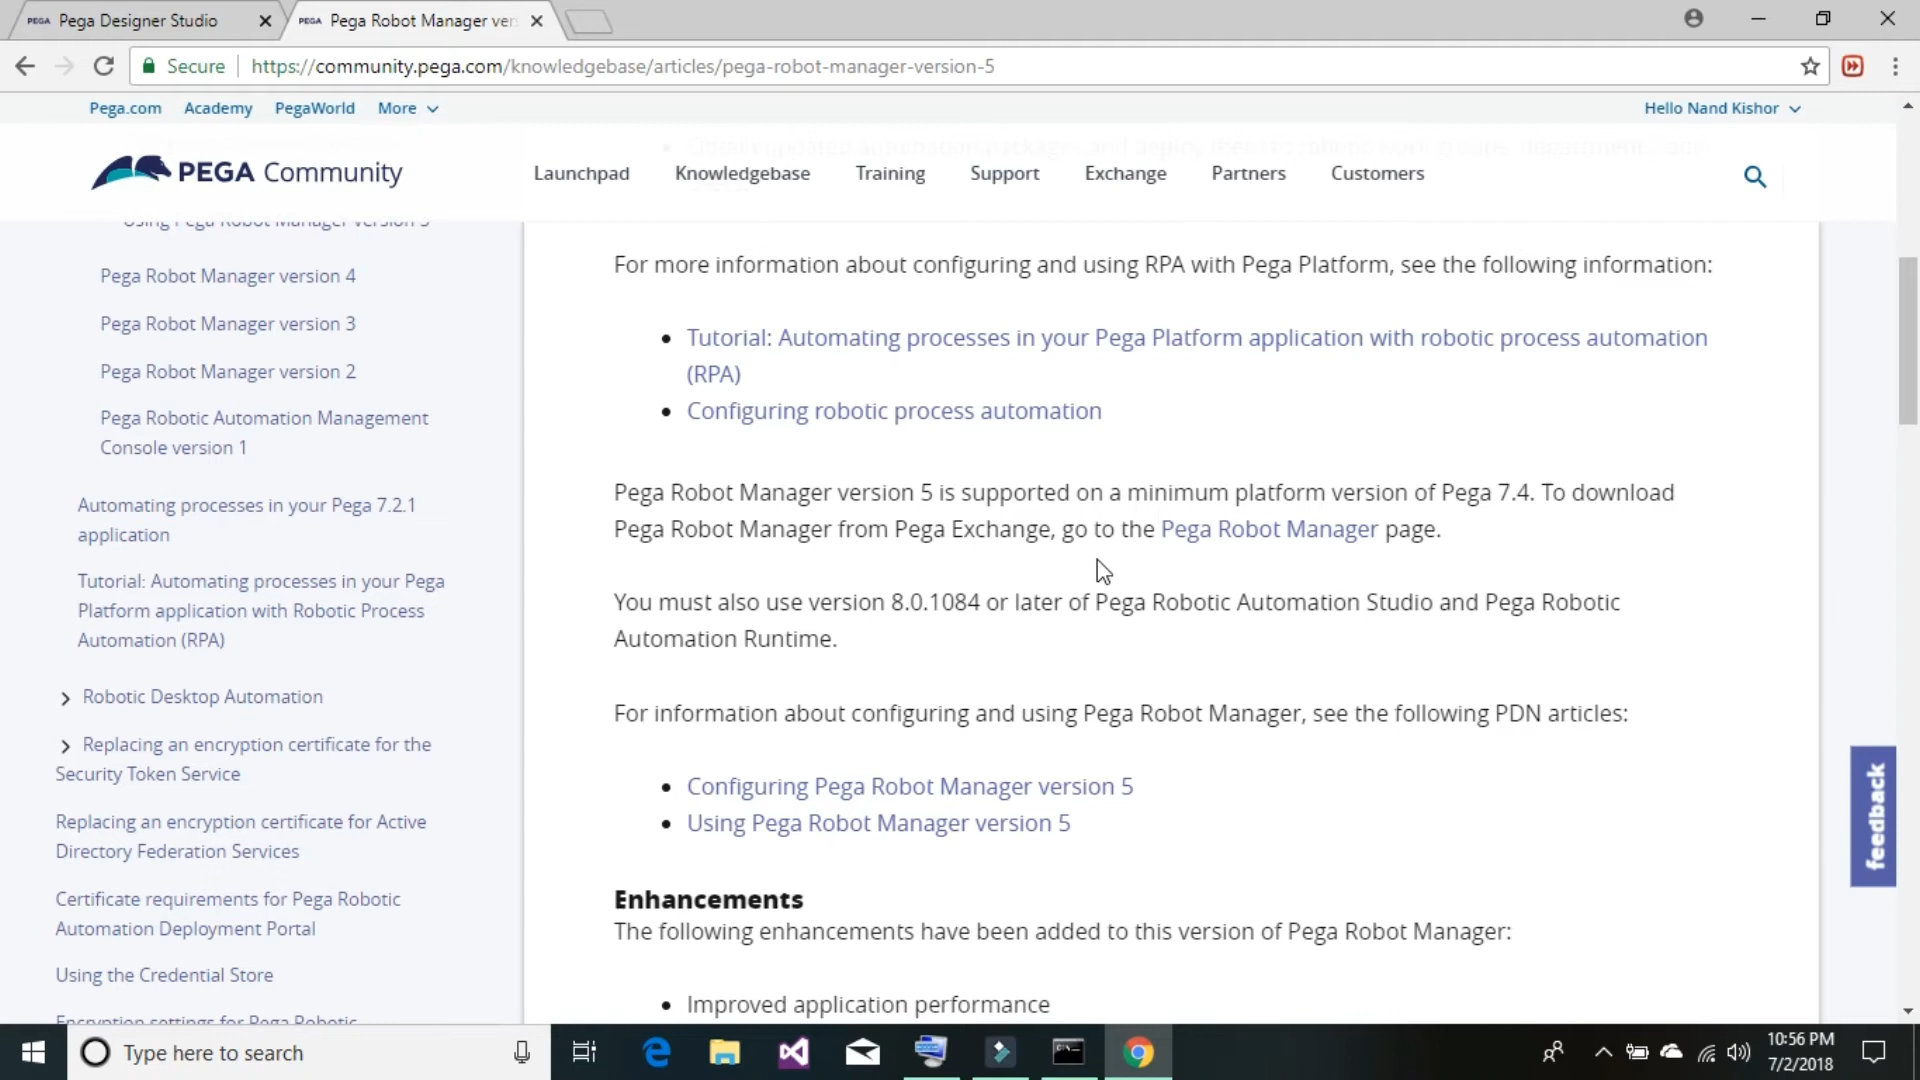 PEGA Pega Designer Studio
PEGA Pega Robot Manager ver
Secure https://community.pega.com/knowledgebase/articles/pega-robot-manager-version-5
Pega.com Academy PegaWorld More Hello Nand Kishor
PEGA Community Launchpad Knowledgebase Training Support Exchange Partners Customers
Using Pega Robot Manager version 5
Pega Robot Manager version 4
Pega Robot Manager version 3
Pega Robot Manager version 2
Pega Robotic Automation Management
Console version 1
Automating processes in your Pega 7.2.1
application
Tutorial: Automating processes in your Pega
Platform application with Robotic Process
Automation (RPA)
Robotic Desktop Automation
Replacing an encryption certificate for the
Security Token Service
Replacing an encryption certificate for Active
Directory Federation Services
Certificate requirements for Pega Robotic
Automation Deployment Portal
Using the Credential Store
Encryption settings for Pega Robotic
For more information about configuring and using RPA with Pega Platform, see the following information:
• Tutorial: Automating processes in your Pega Platform application with robotic process automation
(RPA)
• Configuring robotic process automation
Pega Robot Manager version 5 is supported on a minimum platform version of Pega 7.4. To download
Pega Robot Manager from Pega Exchange, go to the Pega Robot Manager page.
You must also use version 8.0.1084 or later of Pega Robotic Automation Studio and Pega Robotic
Automation Runtime.
For information about configuring and using Pega Robot Manager, see the following PDN articles:
• Configuring Pega Robot Manager version 5
• Using Pega Robot Manager version 5
Enhancements
The following enhancements have been added to this version of Pega Robot Manager:
• Improved application performance
feedback
Type here to search
10:56 PM
7/2/2018